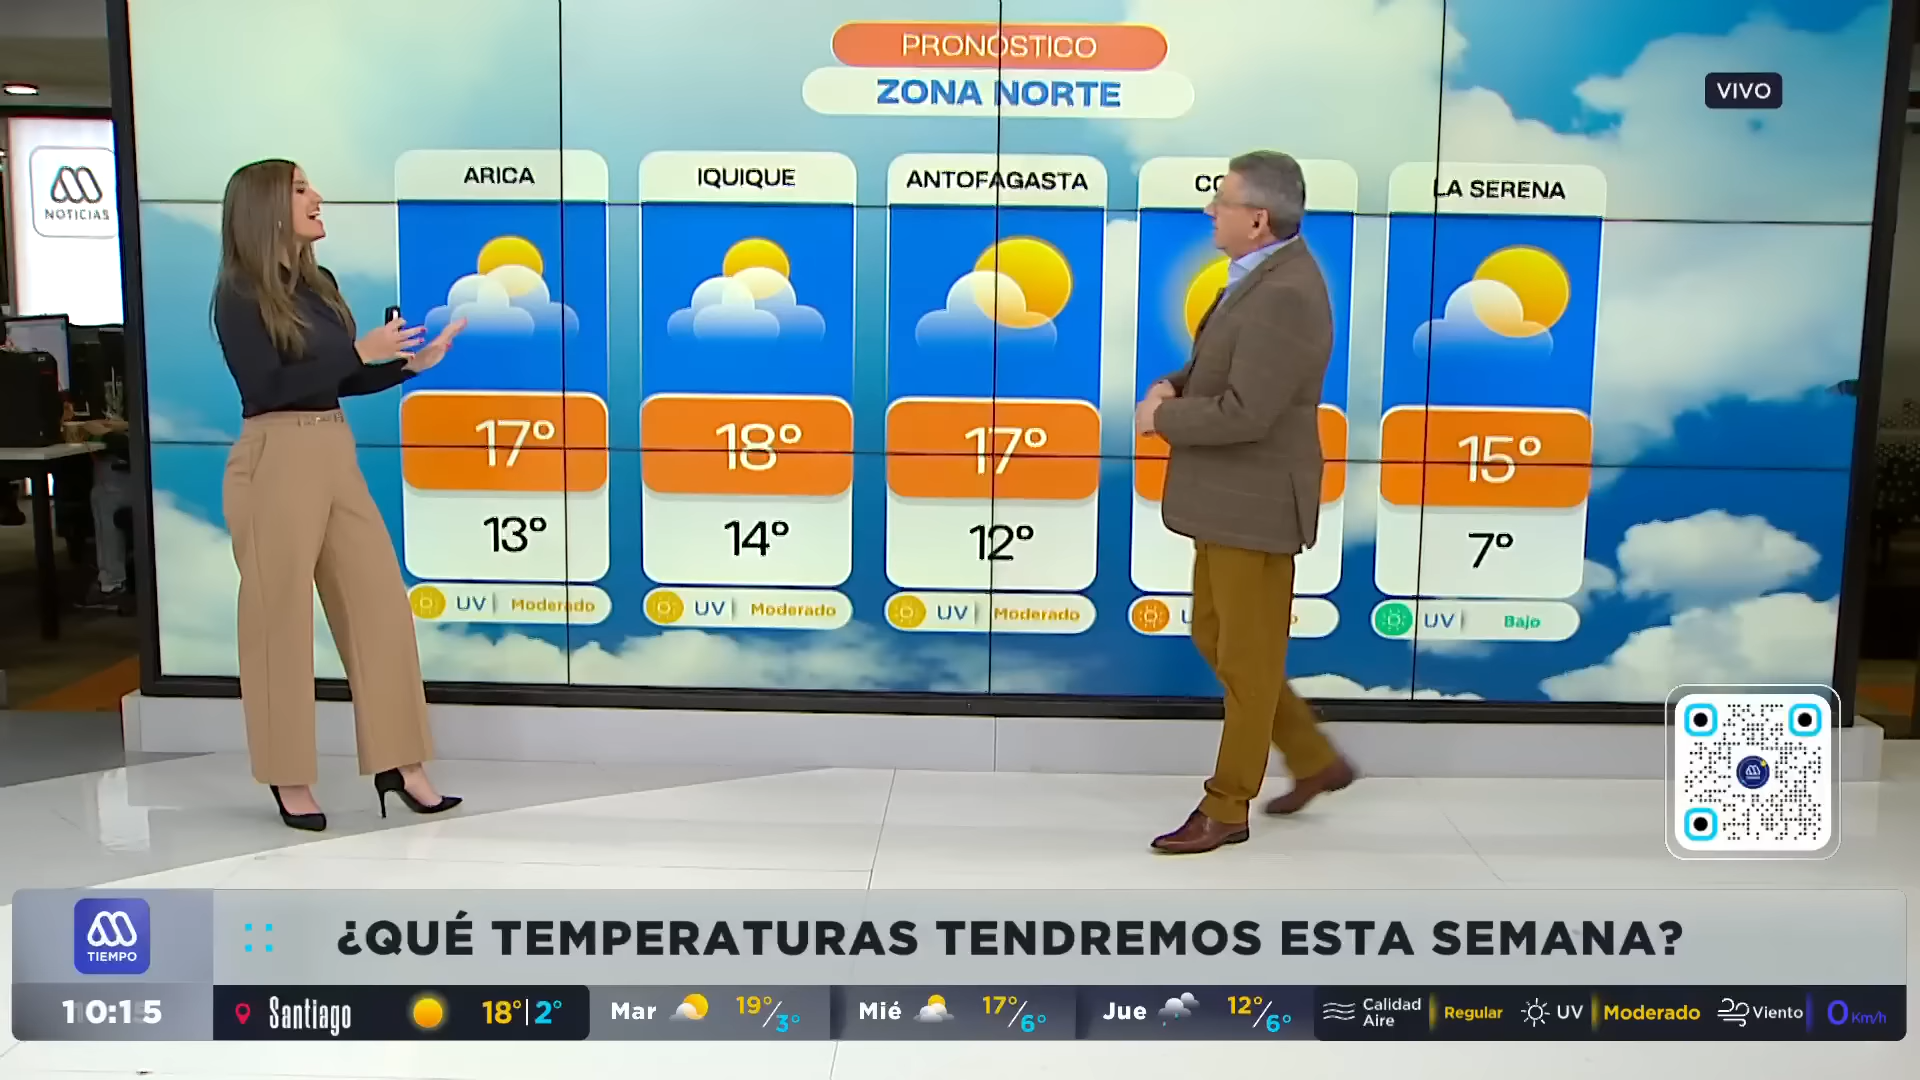 PRONÓSTICO
ZONA NORTE
VIVO
NOTICIAS
ARICA
IQUIQUE
ANTOFAGASTA
LA SERENA
17°
18°
17°
15°
13°
14°
12°
7°
UV Moderado
UV Moderado
UV Moderado
UV Bajo
TIEMPO
¿QUÉ TEMPERATURAS TENDREMOS ESTA SEMANA?
10:15
Santiago 18° | 2°
Mar 19°/3°
Mié 17°/6°
Jue 12°/6°
Calidad Aire Regular
UV Moderado
Viento 0 Km/h